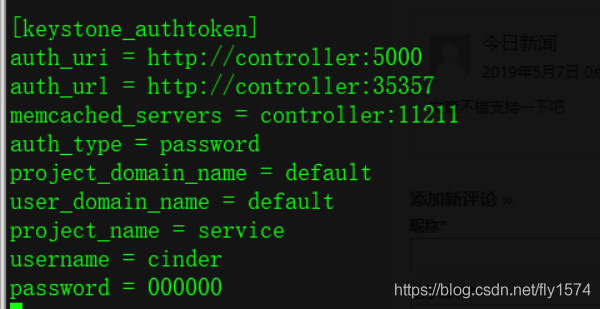 [keystone_authtoken]
auth_uri = http://controller:5000
auth_url = http://controller:35357
memcached_servers = controller:11211
auth_type = password
project_domain_name = default
user_domain_name = default
project_name = service
username = cinder
password = 000000
今日新闻
2019年5月7日
不错支持一下吧
添加新评论 »
昵称*
https://blog.csdn.net/fly1574